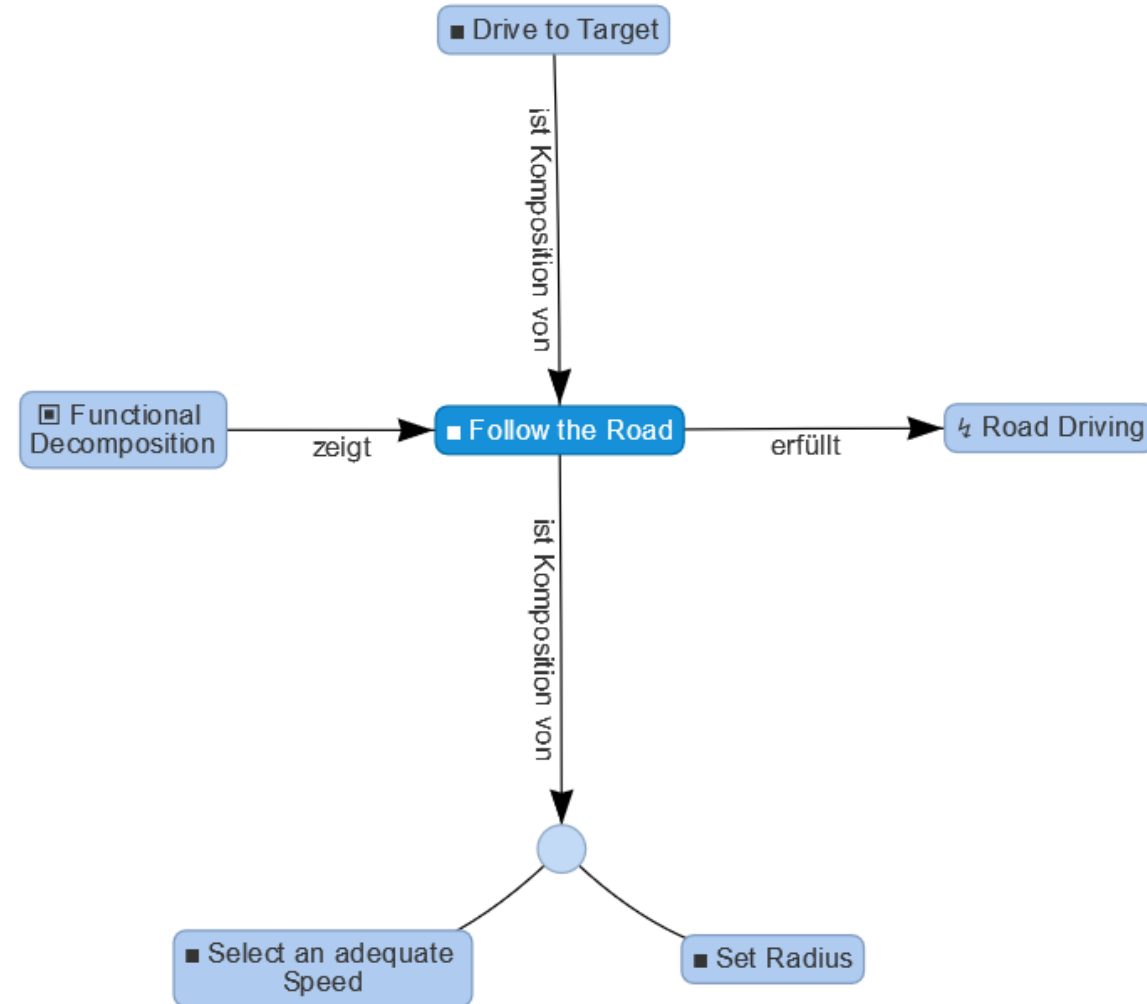 Drive to Target
ist Komposition von
Functional
Decomposition
zeigt
Follow the Road
erfüllt
Road Driving
ist Komposition von
Select an adequate
Speed
Set Radius